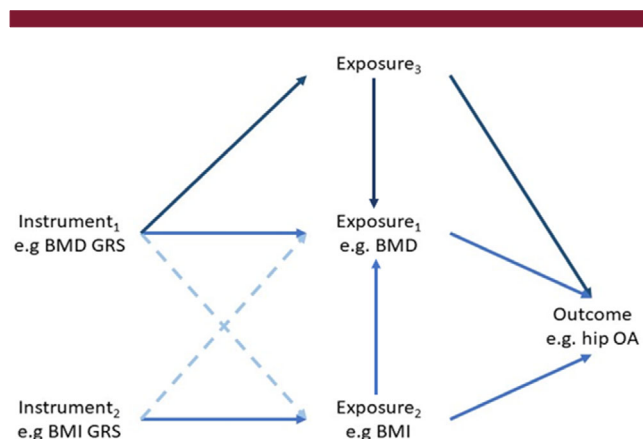 Exposure₃
Instrument₁
e.g BMD GRS
Exposure₁
e.g. BMD
Outcome
e.g. hip OA
Instrument₂
e.g BMI GRS
Exposure₂
e.g BMI